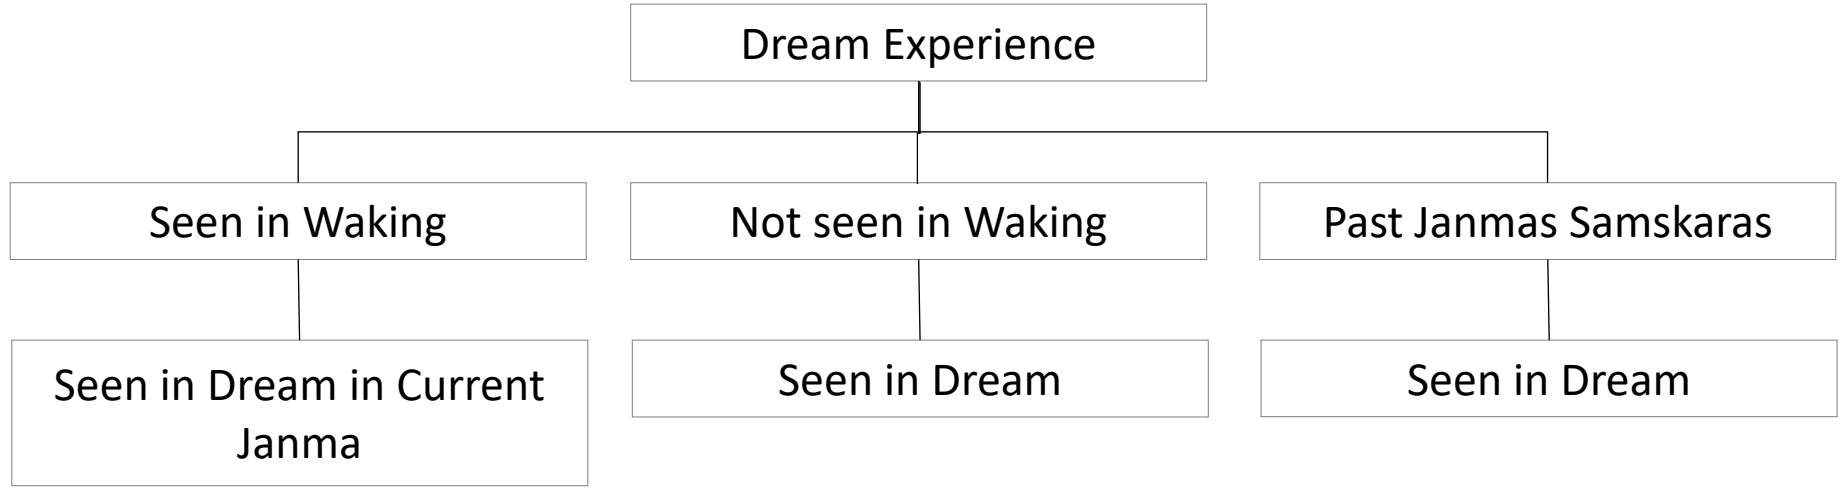 Dream Experience
Seen in Waking
Not seen in Waking
Past Janmas Samskaras
Seen in Dream in Current
Janma
Seen in Dream
Seen in Dream